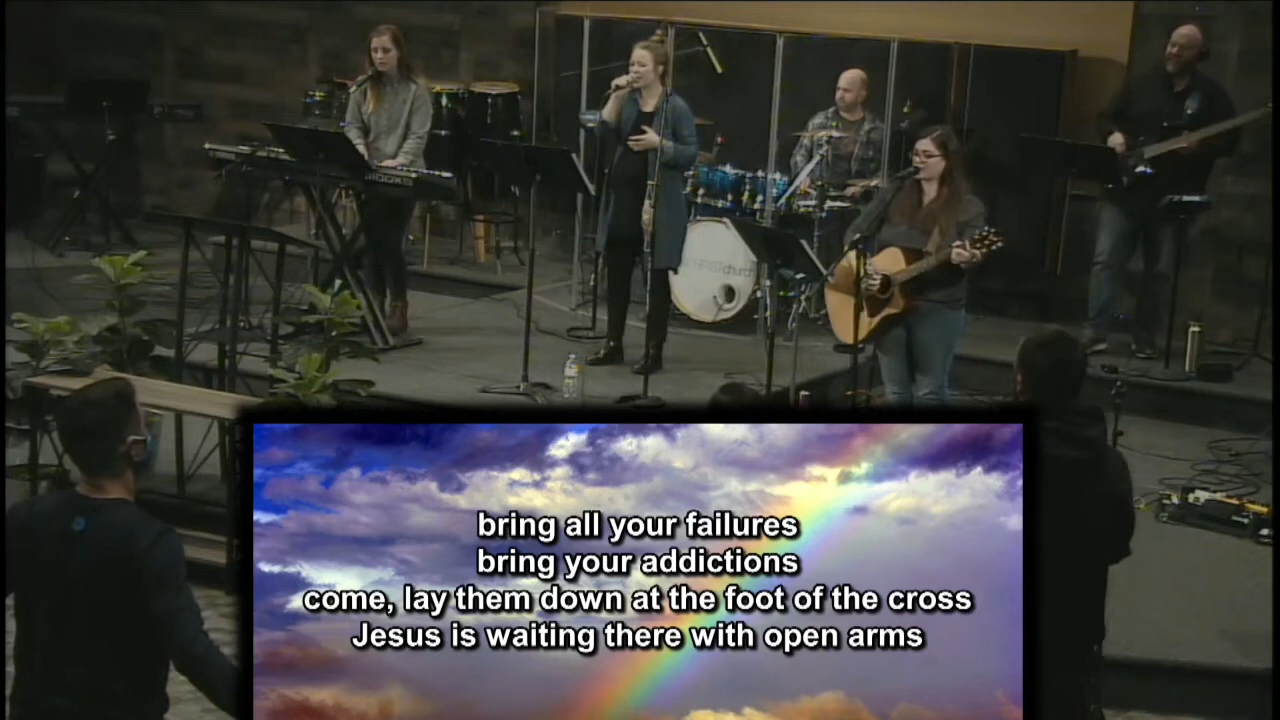 bring all your failures
bring your addictions
come, lay them down at the foot of the cross
Jesus is waiting there with open arms
church